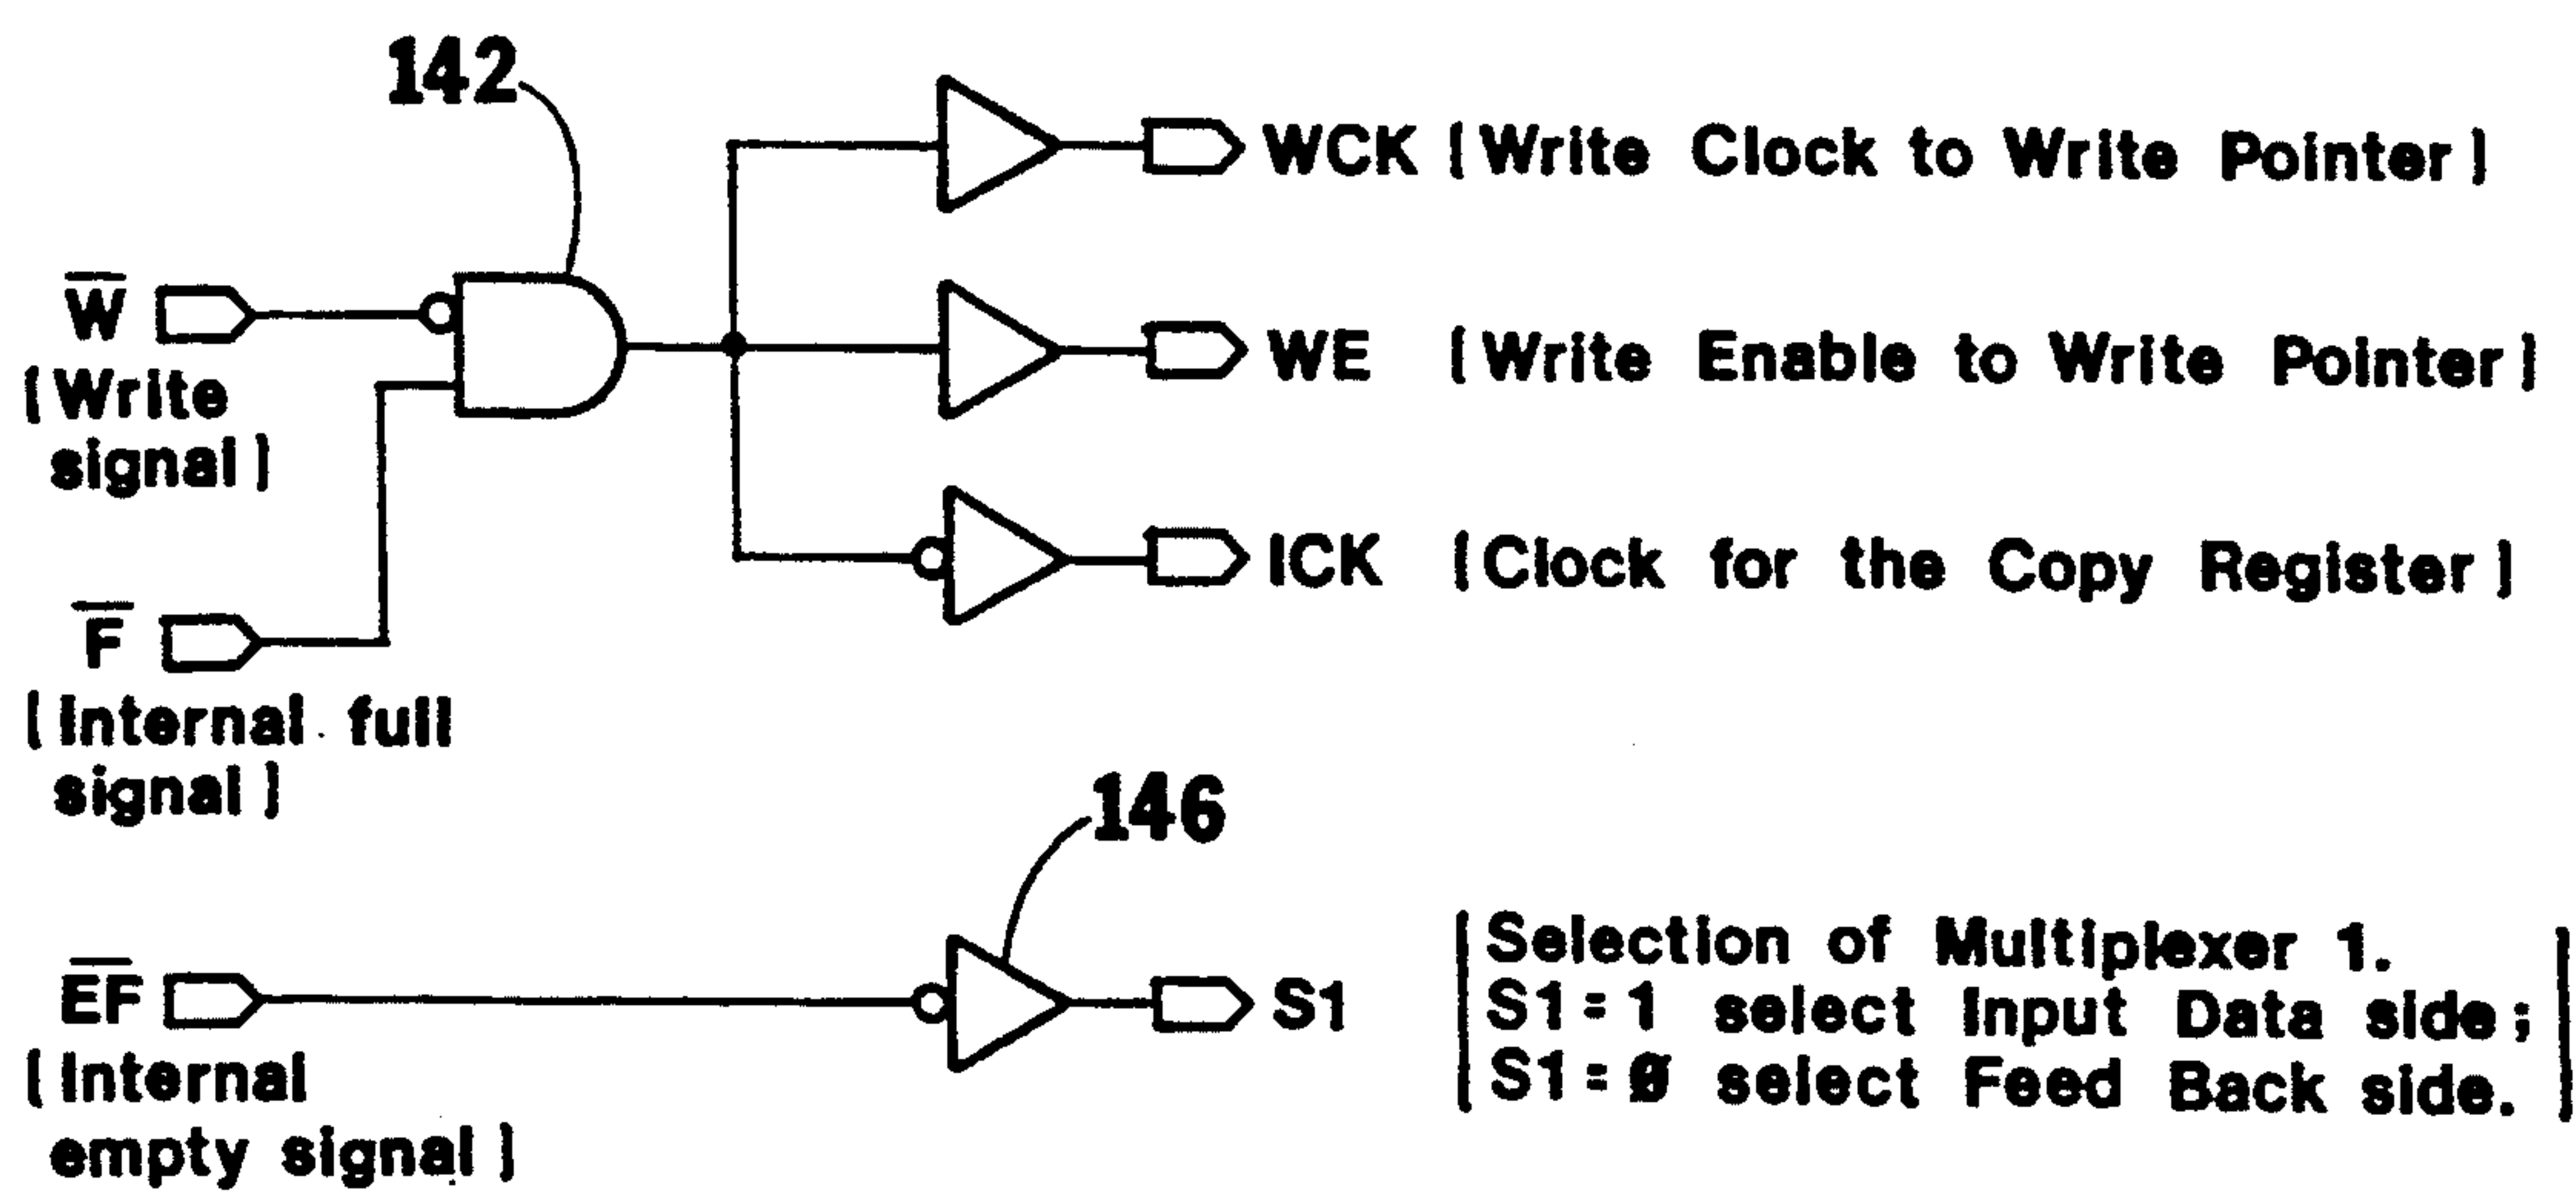 142
WCK (Write Clock to Write Pointer)
W̅
(Write
signal)
WE (Write Enable to Write Pointer)
ICK (Clock for the Copy Register)
F̅
(Internal full
signal)
146
E̅F̅
(Internal
empty signal)
S1
(Selection of Multiplexer 1.
S1=1 select Input Data side;
S1=Ø select Feed Back side.)